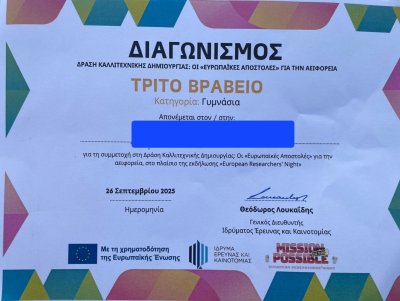 ΔΙΑΓΩΝΙΣΜΟΣ
ΔΡΑΣΗ ΚΑΛΛΙΤΕΧΝΙΚΗΣ ΔΗΜΙΟΥΡΓΙΑΣ: ΟΙ «ΕΥΡΩΠΑΪΚΕΣ ΑΠΟΣΤΟΛΕΣ» ΓΙΑ ΤΗΝ ΑΕΙΦΟΡΕΙΑ
ΤΡΙΤΟ ΒΡΑΒΕΙΟ
Κατηγορία: Γυμνάσια
Απονέμεται στον / στην:
για τη συμμετοχή στη Δράση Καλλιτεχνικής Δημιουργίας: Οι «Ευρωπαϊκές Αποστολές» για την
αειφορεία, στο πλαίσιο της εκδήλωσης «European Researchers' Night»
26 Σεπτεμβρίου 2025
Ημερομηνία
Θεόδωρος Λουκαΐδης
Γενικός Διευθυντής
Ιδρύματος Έρευνας και Καινοτομίας
Με τη χρηματοδότηση
της Ευρωπαϊκής Ένωσης
ΙΔΡΥΜΑ
ΕΡΕΥΝΑΣ ΚΑΙ
ΚΑΙΝΟΤΟΜΙΑΣ
MISSION
POSSIBLE